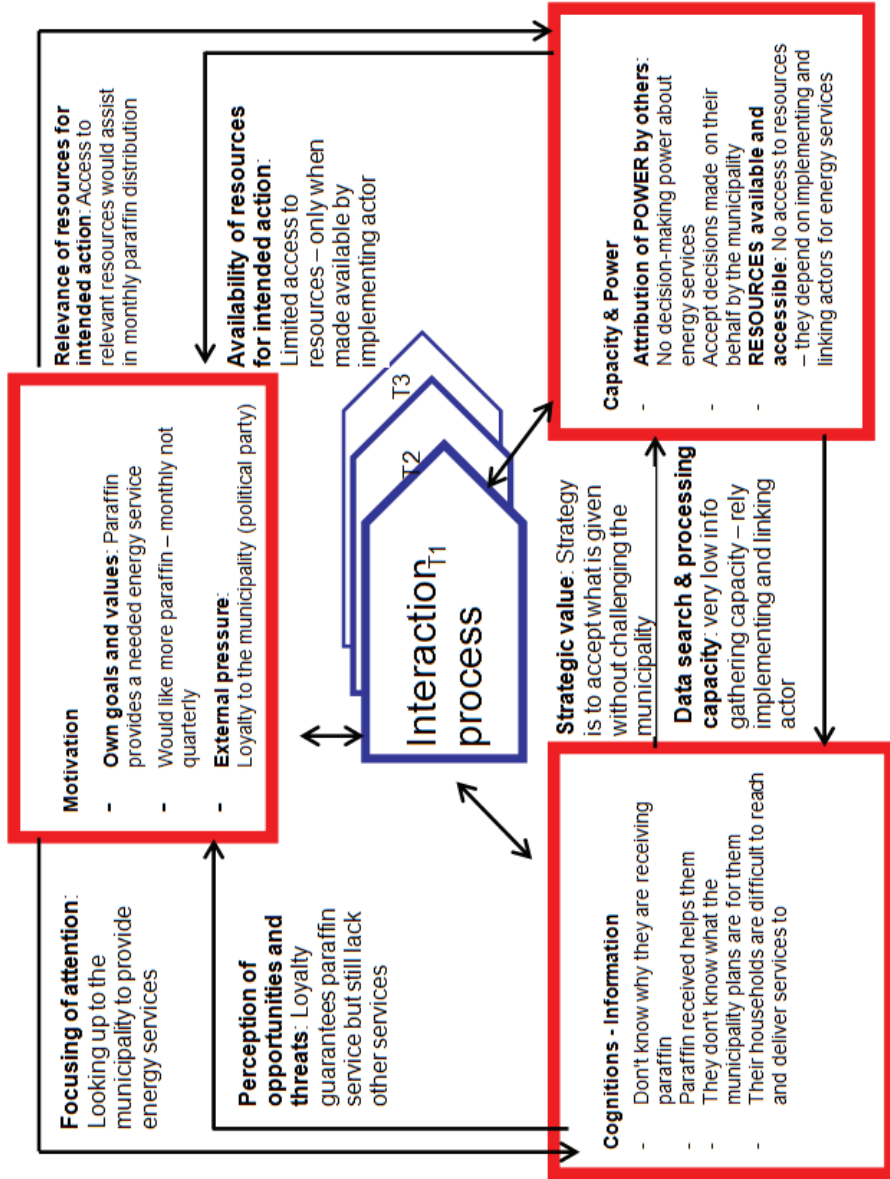 Focusing of attention:
Looking up to the
municipality to provide
energy services
Perception of
opportunities and
threats: Loyalty
guarantees paraffin
service but still lack
other services
Motivation
- Own goals and values: Paraffin
provides a needed energy service
- Would like more paraffin – monthly not
quarterly
- External pressure:
Loyalty to the municipality (political party)
Relevance of resources for
intended action: Access to
relevant resources would assist
in monthly paraffin distribution
Availability of resources
for intended action:
Limited access to
resources – only when
made available by
implementing actor
Interaction
process
T1
T2
T3
Cognitions - Information
- Don't know why they are receiving
paraffin
- Paraffin received helps them
- They don't know what the
municipality plans are for them
- Their households are difficult to reach
and deliver services to
Strategic value: Strategy
is to accept what is given
without challenging the
municipality
Data search & processing
capacity: very low info
gathering capacity – rely
implementing and linking
actor
Capacity & Power
- Attribution of POWER by others:
No decision-making power about
energy services
- Accept decisions made on their
behalf by the municipality
- RESOURCES available and
accessible: No access to resources
– they depend on implementing and
linking actors for energy services